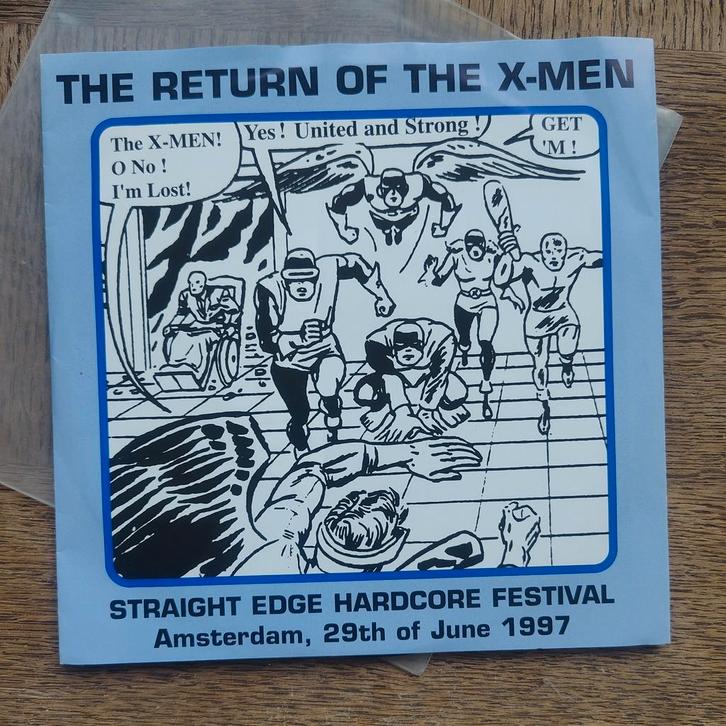 THE RETURN OF THE X-MEN
The X-MEN!
O No !
I'm Lost!
Yes! United and Strong !
GET
'M !
STRAIGHT EDGE HARDCORE FESTIVAL
Amsterdam, 29th of June 1997